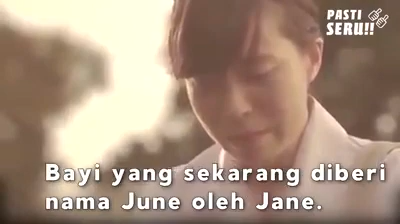 PASTI
SERU!!
Bayi yang sekarang diberi
nama June oleh Jane.